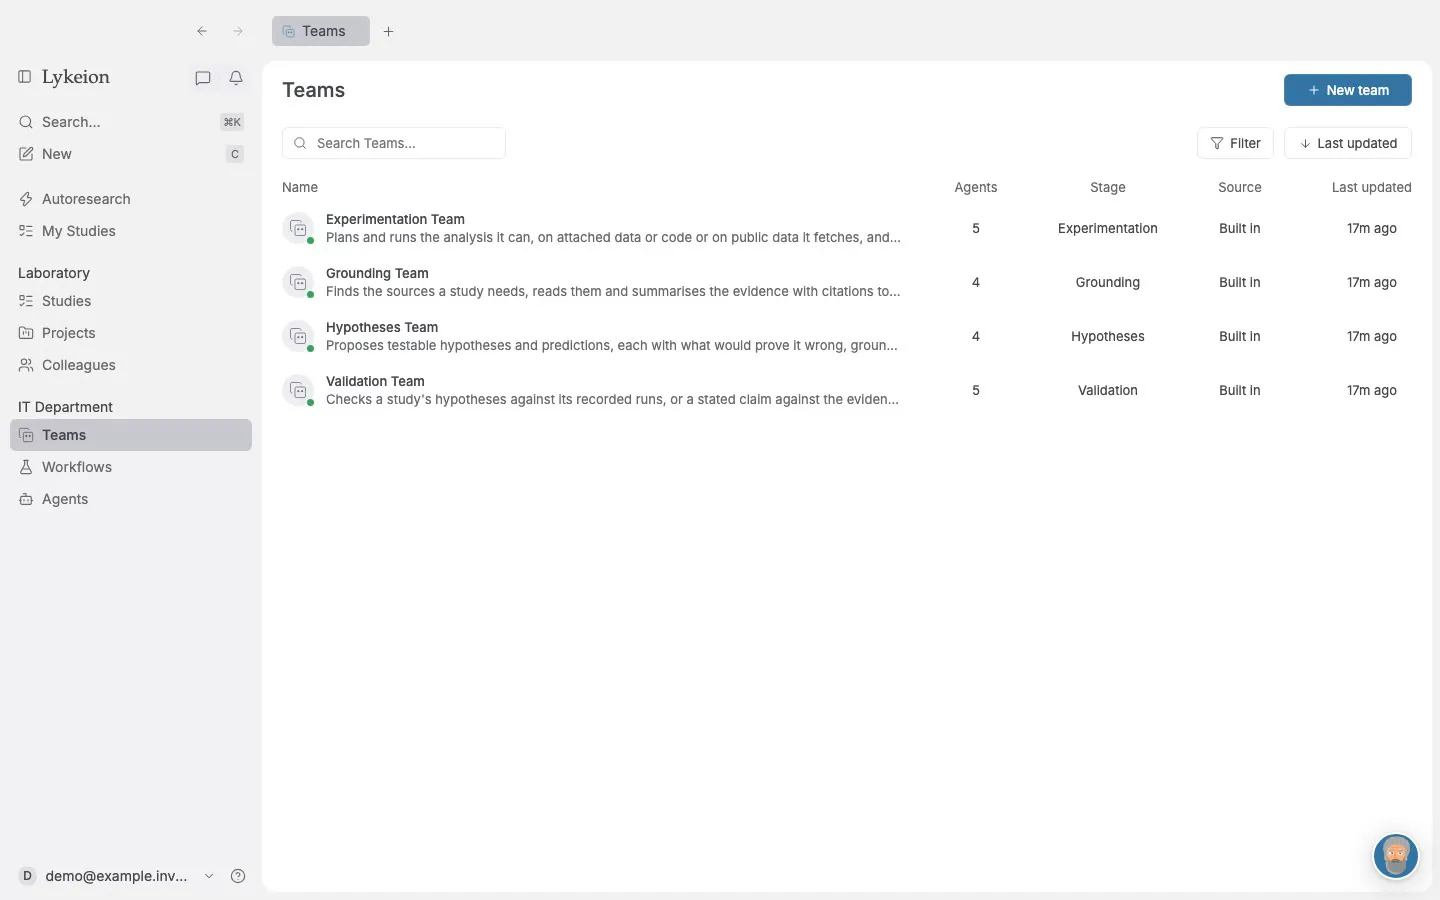 Teams
Lykeion
Search...
⌘K
New
C
Autoresearch
My Studies
Laboratory
Studies
Projects
Colleagues
IT Department
Teams
Workflows
Agents
D
demo@example.inv...
Teams
New team
Search Teams...
Filter
Last updated
Name Agents Stage Source Last updated
Experimentation Team
Plans and runs the analysis it can, on attached data or code or on public data it fetches, and...
5 Experimentation Built in 17m ago
Grounding Team
Finds the sources a study needs, reads them and summarises the evidence with citations to...
4 Grounding Built in 17m ago
Hypotheses Team
Proposes testable hypotheses and predictions, each with what would prove it wrong, groun...
4 Hypotheses Built in 17m ago
Validation Team
Checks a study's hypotheses against its recorded runs, or a stated claim against the eviden...
5 Validation Built in 17m ago